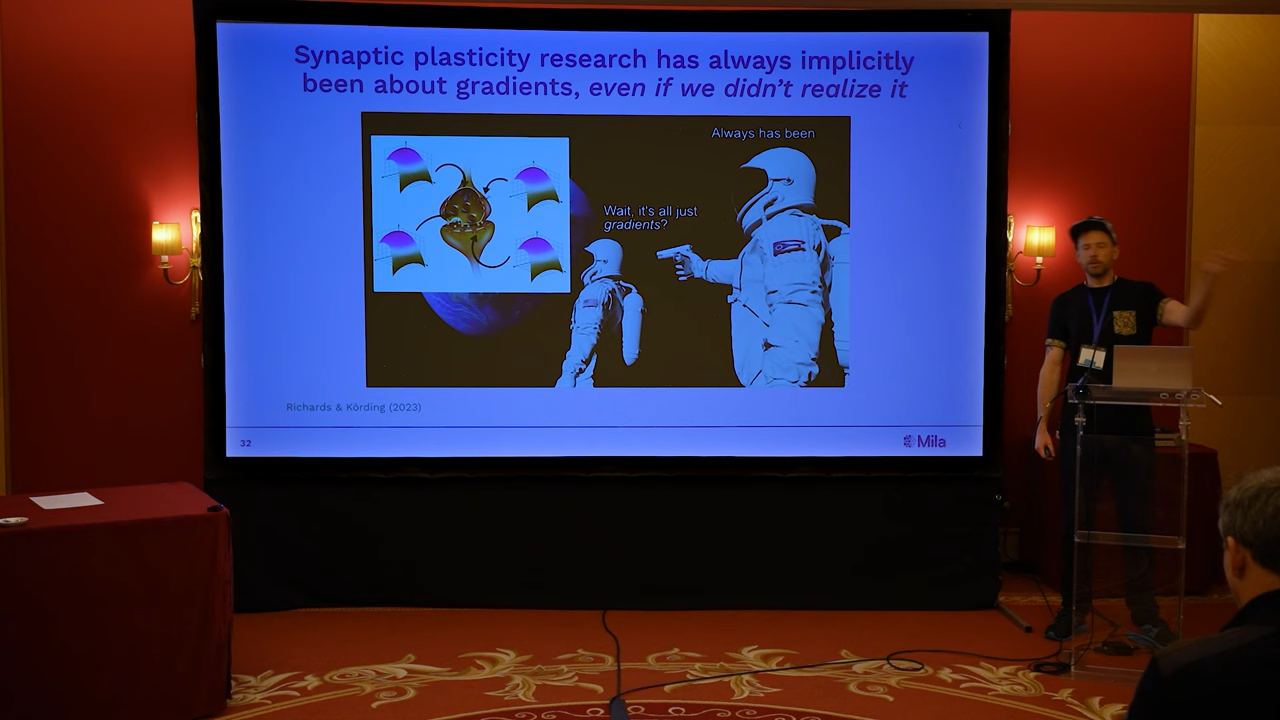 Synaptic plasticity research has always implicitly
been about gradients, even if we didn't realize it
Always has been
Wait, it's all just
gradients?
Richards & Körding (2023)
32
Mila